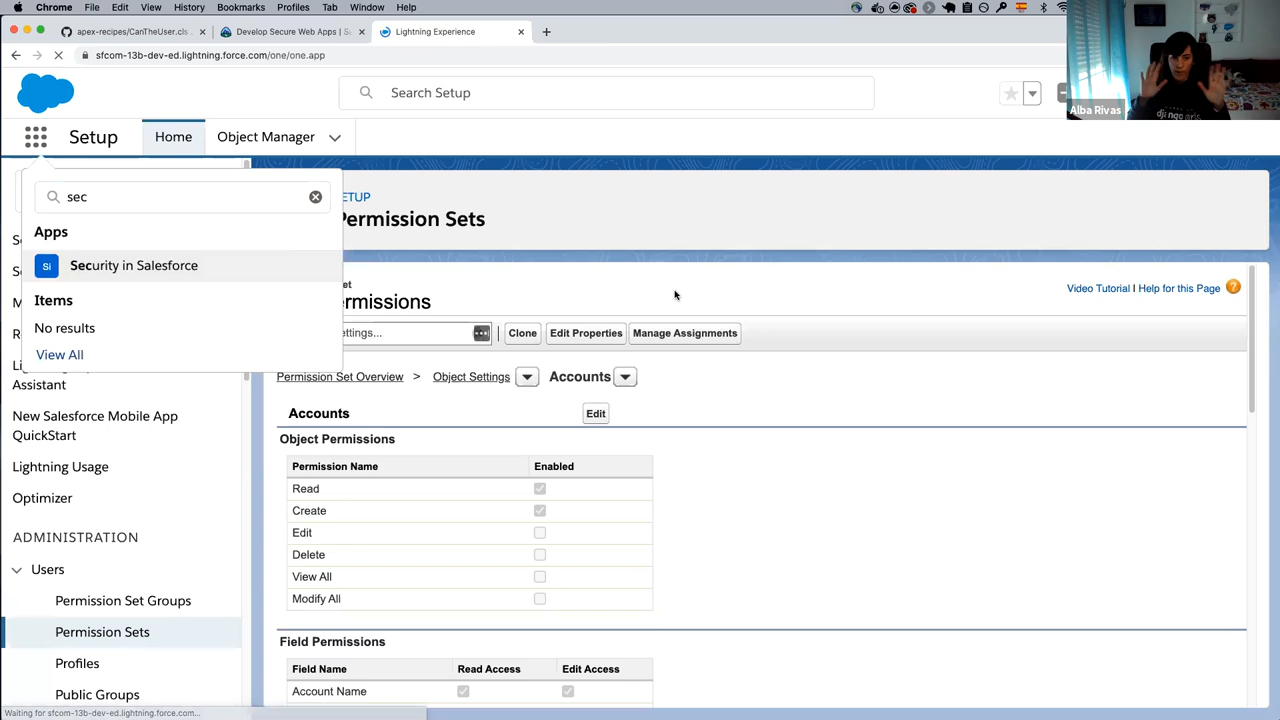 Chrome File Edit View History Bookmarks Profiles Tab Window Help
apex-recipes/CanTheUser.cls
Develop Secure Web Apps | S
Lightning Experience
sfcom-13b-dev-ed.lightning.force.com/one/one.app
Search Setup
Alba Rivas
Setup
Home
Object Manager
sec
Apps
Si
Security in Salesforce
Items
No results
View All
ETUP
Permission Sets
Video Tutorial | Help for this Page
rmissions
ettings...
Clone
Edit Properties
Manage Assignments
Permission Set Overview > Object Settings Accounts
Accounts
Edit
Object Permissions
Permission Name Enabled
Read
Create
Edit
Delete
View All
Modify All
Field Permissions
Field Name Read Access Edit Access
Account Name
Assistant
New Salesforce Mobile App
QuickStart
Lightning Usage
Optimizer
ADMINISTRATION
Users
Permission Set Groups
Permission Sets
Profiles
Public Groups
Waiting for sfcom-13b-dev-ed.lightning.force.com...